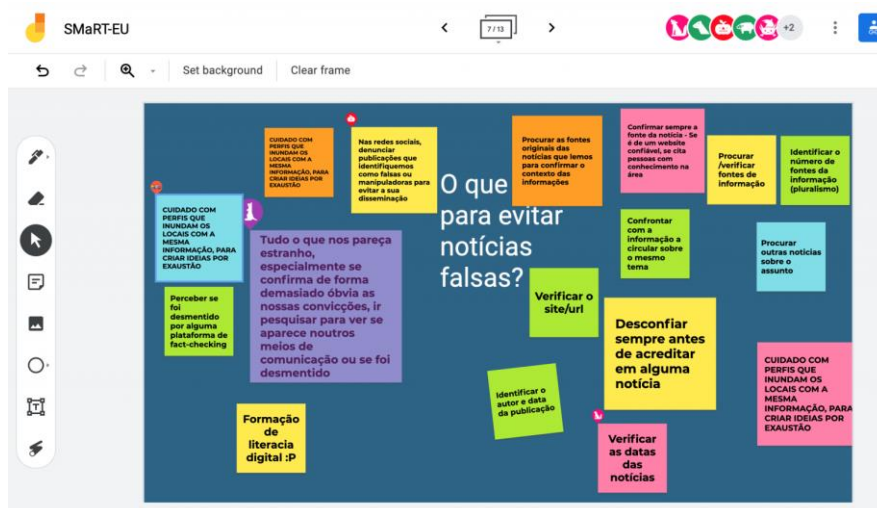 SMaRT-EU
7/13
+2
Set background
Clear frame
CUIDADO COM
PERFIS QUE
INUNDAM OS
LOCAIS COM A
MESMA
INFORMAÇÃO, PARA
CRIAR IDEIAS POR
EXAUSTÃO
Nas redes sociais,
denunciar
publicações que
identifiquemos
como falsas ou
manipuladoras para
evitar a sua
disseminação
Procurar as fontes
originais das
notícias que lemos
para confirmar o
contexto das
informações
Confirmar sempre a
fonte da notícia - Se
é de um website
confiável, se cita
pessoas com
conhecimento na
área
Procurar
/verificar
fontes de
informação
Identificar o
número de
fontes da
informação
(pluralismo)
O que
para evitar
notícias
falsas?
CUIDADO COM
PERFIS QUE
INUNDAM OS
LOCAIS COM A
MESMA
INFORMAÇÃO, PARA
CRIAR IDEIAS POR
EXAUSTÃO
Tudo o que nos pareça
estranho,
especialmente se
confirma de forma
demasiado óbvia as
nossas convicções, ir
pesquisar para ver se
aparece noutros
meios de
comunicação ou se foi
desmentido
Confrontar
com a
informação a
circular sobre
o mesmo
tema
Procurar
outras noticias
sobre o
assunto
Perceber se
foi
desmentido
por alguma
plataforma de
fact-checking
Verificar o
site/url
Desconfiar
sempre antes
de acreditar
em alguma
notícia
CUIDADO COM
PERFIS QUE
INUNDAM OS
LOCAIS COM A
MESMA
INFORMAÇÃO, PARA
CRIAR IDEIAS POR
EXAUSTÃO
Identificar o
autor e data
da publicação
Formação
de
literacia
digital :P
Verificar
as datas
das
notícias